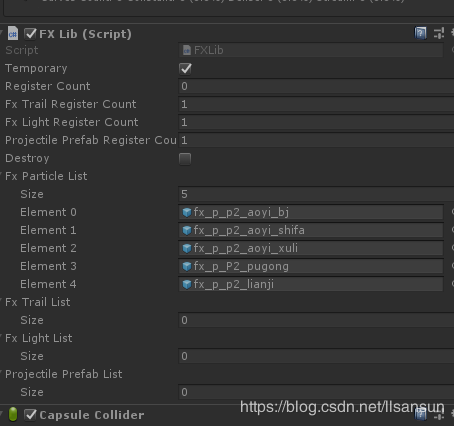 FX Lib (Script)
Script FXLib
Temporary
Register Count 0
Fx Trail Register Count 1
Fx Light Register Count 1
Projectile Prefab Register Cou 1
Destroy
Fx Particle List
Size 5
Element 0 fx_p_p2_aoyi_bj
Element 1 fx_p_p2_aoyi_shifa
Element 2 fx_p_p2_aoyi_xuli
Element 3 fx_p_P2_pugong
Element 4 fx_p_p2_lianji
Fx Trail List
Size 0
Fx Light List
Size 0
Projectile Prefab List
Size 0
Capsule Collider
https://blog.csdn.net/llsansun